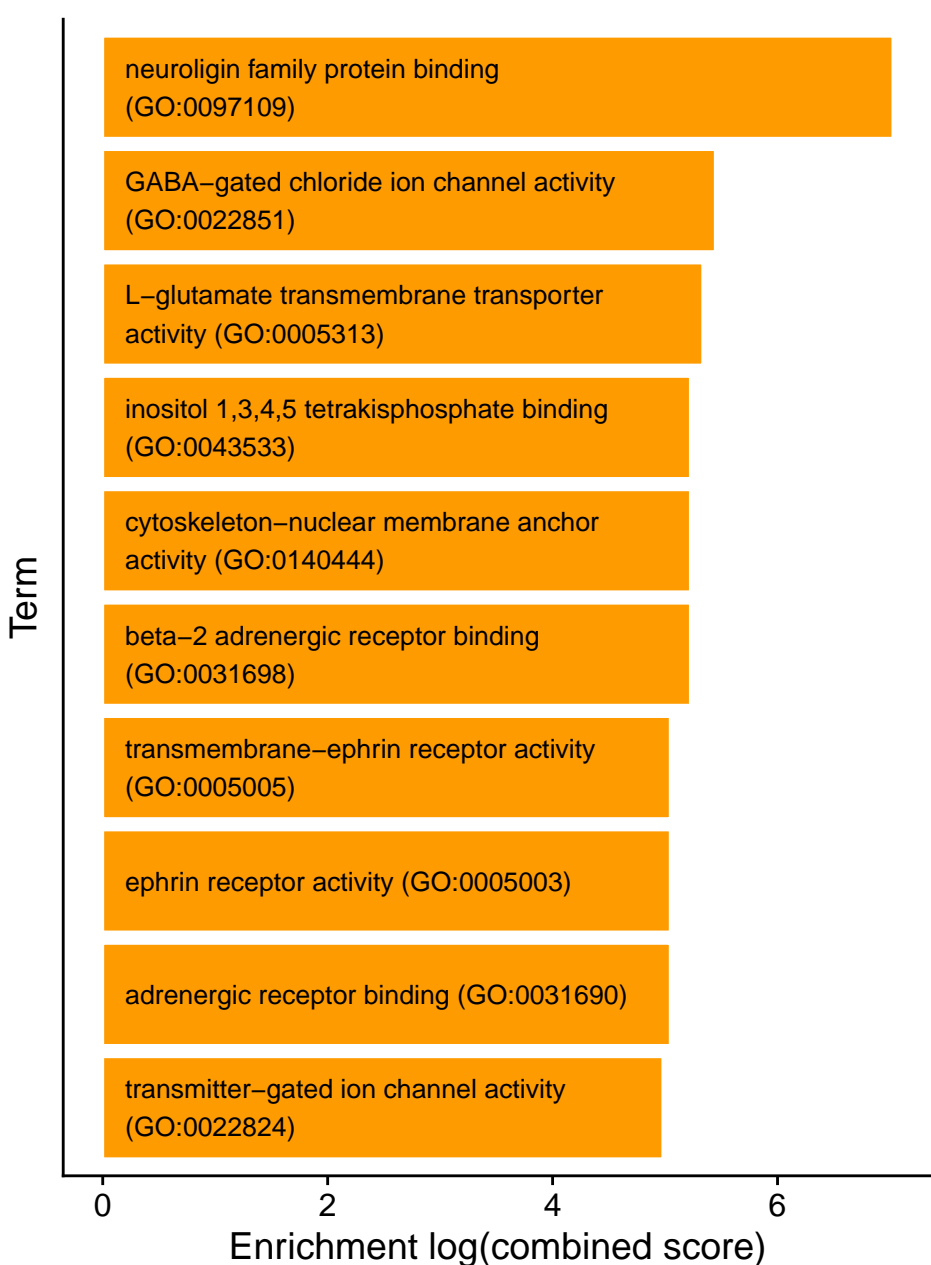 neuroligin family protein binding
(GO:0097109)
GABA−gated chloride ion channel activity
(GO:0022851)
L−glutamate transmembrane transporter
activity (GO:0005313)
inositol 1,3,4,5 tetrakisphosphate binding
(GO:0043533)
cytoskeleton−nuclear membrane anchor
activity (GO:0140444)
beta−2 adrenergic receptor binding
(GO:0031698)
transmembrane−ephrin receptor activity
(GO:0005005)
ephrin receptor activity (GO:0005003)
adrenergic receptor binding (GO:0031690)
transmitter−gated ion channel activity
(GO:0022824)
Term
0 2 4 6
Enrichment log(combined score)